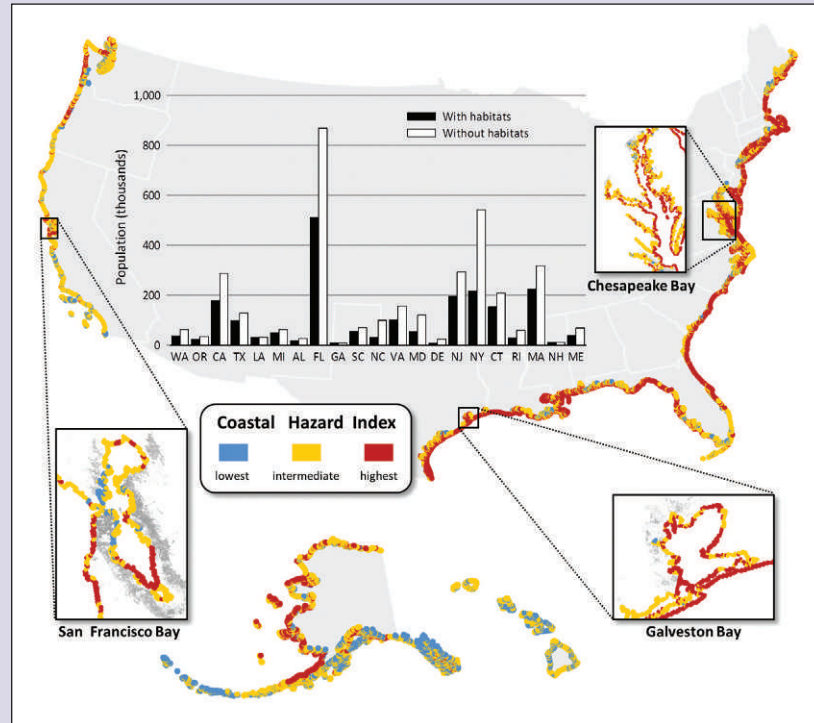 1,000
800
600
400
200
0
Population (thousands)
With habitats
Without habitats
WA OR CA TX LA MI AL FL GA SC NC VA MD DE NJ NY CT RI MA NH ME
Chesapeake Bay
Coastal Hazard Index
lowest intermediate highest
San Francisco Bay
Galveston Bay